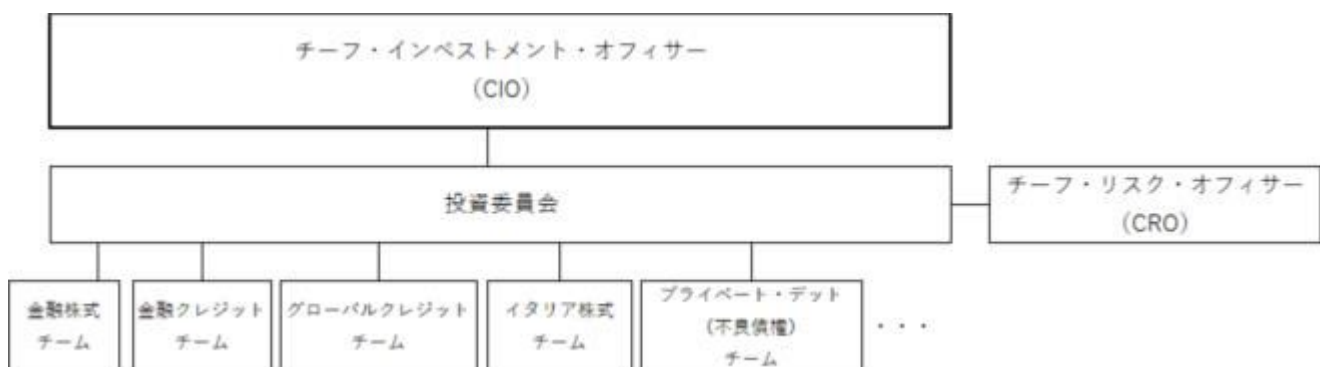 チーフ・インベストメント・オフィサー
(CIO)
投資委員会
チーフ・リスク・オフィサー
(CRO)
金融株式
チーム
金融クレジット
チーム
グローバルクレジット
チーム
イタリア株式
チーム
プライベート・デット
(不良債権)
チーム
・・・